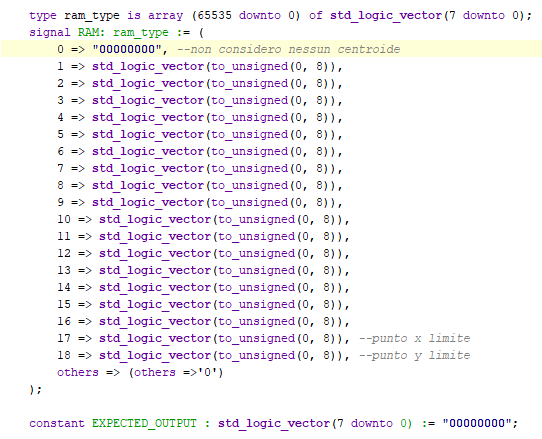 type ram_type is array (65535 downto 0) of std_logic_vector(7 downto 0);
signal RAM: ram_type := (
0 => "00000000", --non considero nessun centroide
1 => std_logic_vector(to_unsigned(0, 8)),
2 => std_logic_vector(to_unsigned(0, 8)),
3 => std_logic_vector(to_unsigned(0, 8)),
4 => std_logic_vector(to_unsigned(0, 8)),
5 => std_logic_vector(to_unsigned(0, 8)),
6 => std_logic_vector(to_unsigned(0, 8)),
7 => std_logic_vector(to_unsigned(0, 8)),
8 => std_logic_vector(to_unsigned(0, 8)),
9 => std_logic_vector(to_unsigned(0, 8)),
10 => std_logic_vector(to_unsigned(0, 8)),
11 => std_logic_vector(to_unsigned(0, 8)),
12 => std_logic_vector(to_unsigned(0, 8)),
13 => std_logic_vector(to_unsigned(0, 8)),
14 => std_logic_vector(to_unsigned(0, 8)),
15 => std_logic_vector(to_unsigned(0, 8)),
16 => std_logic_vector(to_unsigned(0, 8)),
17 => std_logic_vector(to_unsigned(0, 8)), --punto x limite
18 => std_logic_vector(to_unsigned(0, 8)), --punto y limite
others => (others =>'0')
);
constant EXPECTED_OUTPUT : std_logic_vector(7 downto 0) := "00000000";